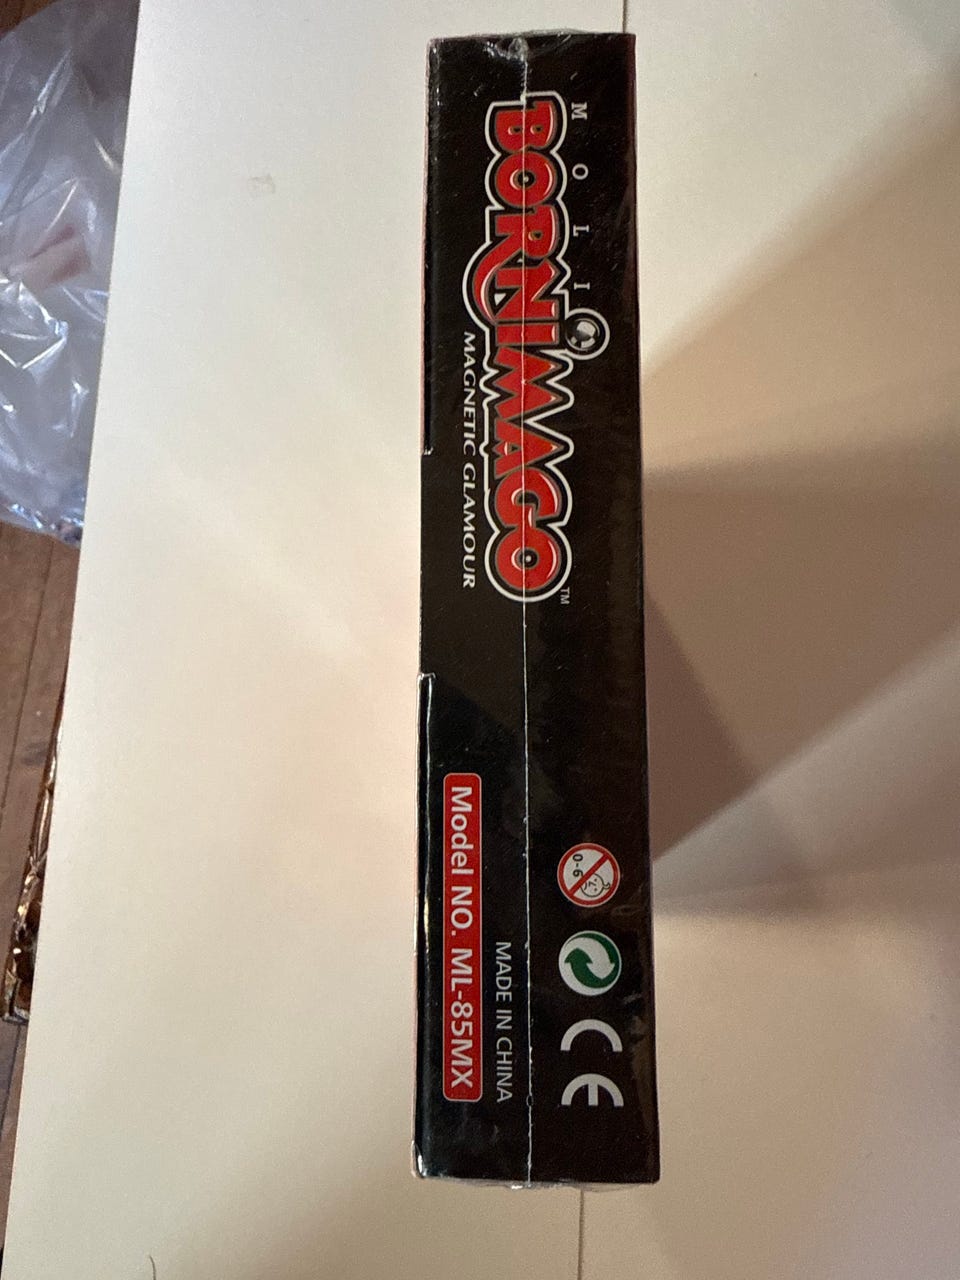 MOLI
BORNIMAGO™
MAGNETIC GLAMOUR
0-6
CE
MADE IN CHINA
Model NO. ML-85MX